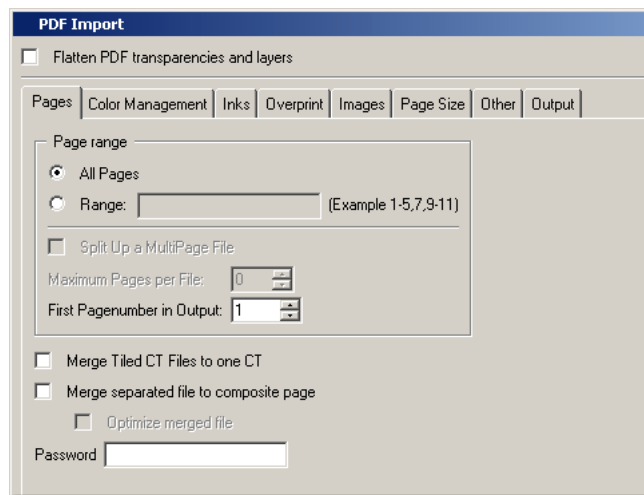 PDF Import
Flatten PDF transparencies and layers
Pages Color Management Inks Overprint Images Page Size Other Output
Page range
All Pages
Range: (Example 1-5,7,9-11)
Split Up a MultiPage File
Maximum Pages per File: 0
First Pagenumber in Output: 1
Merge Tiled CT Files to one CT
Merge separated file to composite page
Optimize merged file
Password